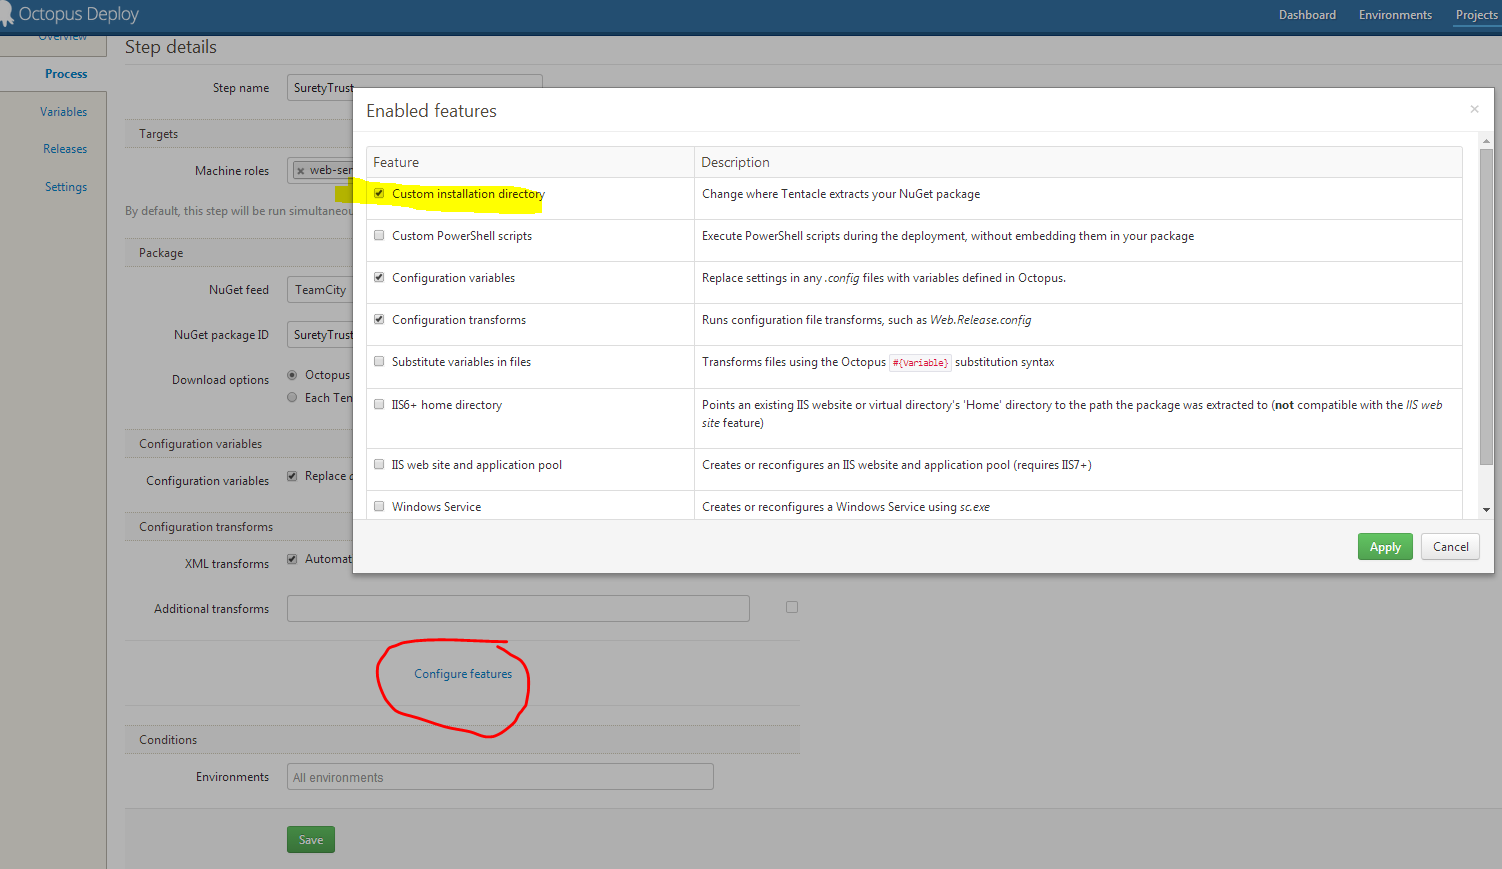 Octopus Deploy
Dashboard Environments Projects
Overview
Process
Variables
Releases
Settings
Step details
Step name SuretyTrust
Targets
Machine roles web-ser
By default, this step will be run simultaneou
Package
NuGet feed TeamCity
NuGet package ID SuretyTrust
Download options Octopus
Each Ten
Configuration variables
Configuration variables Replace
Configuration transforms
XML transforms Automat
Additional transforms
Configure features
Conditions
Environments All environments
Save
Enabled features ×
Feature Description
Custom installation directory Change where Tentacle extracts your NuGet package
Custom PowerShell scripts Execute PowerShell scripts during the deployment, without embedding them in your package
Configuration variables Replace settings in any .config files with variables defined in Octopus.
Configuration transforms Runs configuration file transforms, such as Web.Release.config
Substitute variables in files Transforms files using the Octopus #{Variable} substitution syntax
IIS6+ home directory Points an existing IIS website or virtual directory's 'Home' directory to the path the package was extracted to (not compatible with the IIS web
site feature)
IIS web site and application pool Creates or reconfigures an IIS website and application pool (requires IIS7+)
Windows Service Creates or reconfigures a Windows Service using sc.exe
Apply Cancel